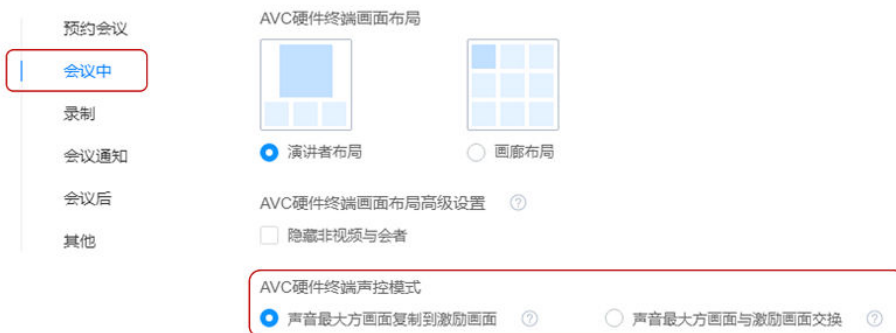 预约会议
会议中
录制
会议通知
会议后
其他
AVC硬件终端画面布局
演讲者布局 画廊布局
AVC硬件终端画面布局高级设置 ?
隐藏非视频与会者
AVC硬件终端声控模式
声音最大方画面复制到激励画面 ? 声音最大方画面与激励画面交换 ?